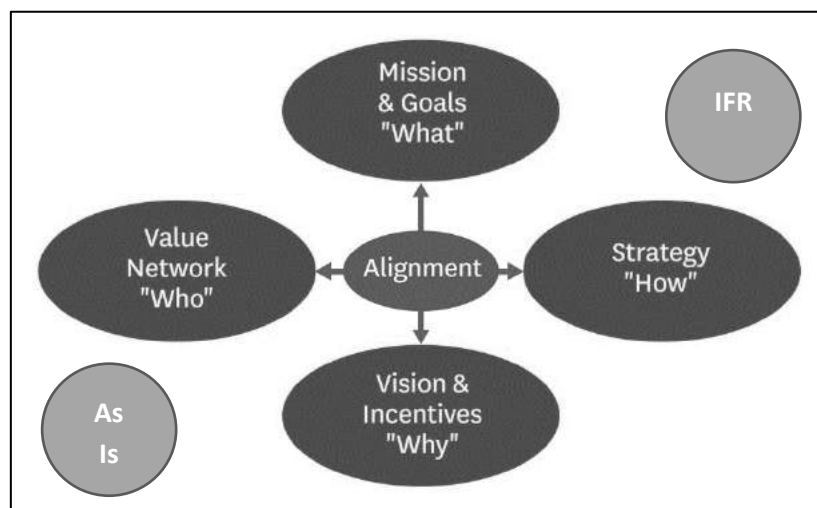 Mission
& Goals
"What"
IFR
Value
Network
"Who"
Alignment
Strategy
"How"
Vision &
Incentives
"Why"
As
Is